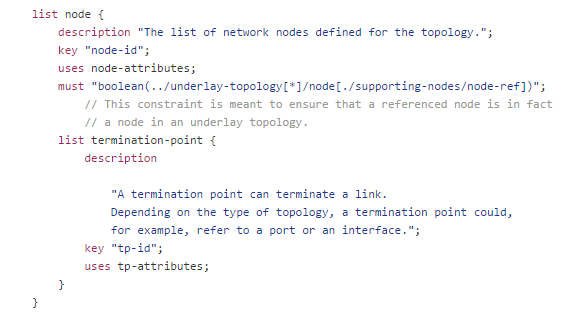 list node {
description "The list of network nodes defined for the topology.";
key "node-id";
uses node-attributes;
must "boolean(../underlay-topology[*]/node[./supporting-nodes/node-ref])";
// This constraint is meant to ensure that a referenced node is in fact
// a node in an underlay topology.
list termination-point {
description
"A termination point can terminate a link.
Depending on the type of topology, a termination point could,
for example, refer to a port or an interface.";
key "tp-id";
uses tp-attributes;
}
}